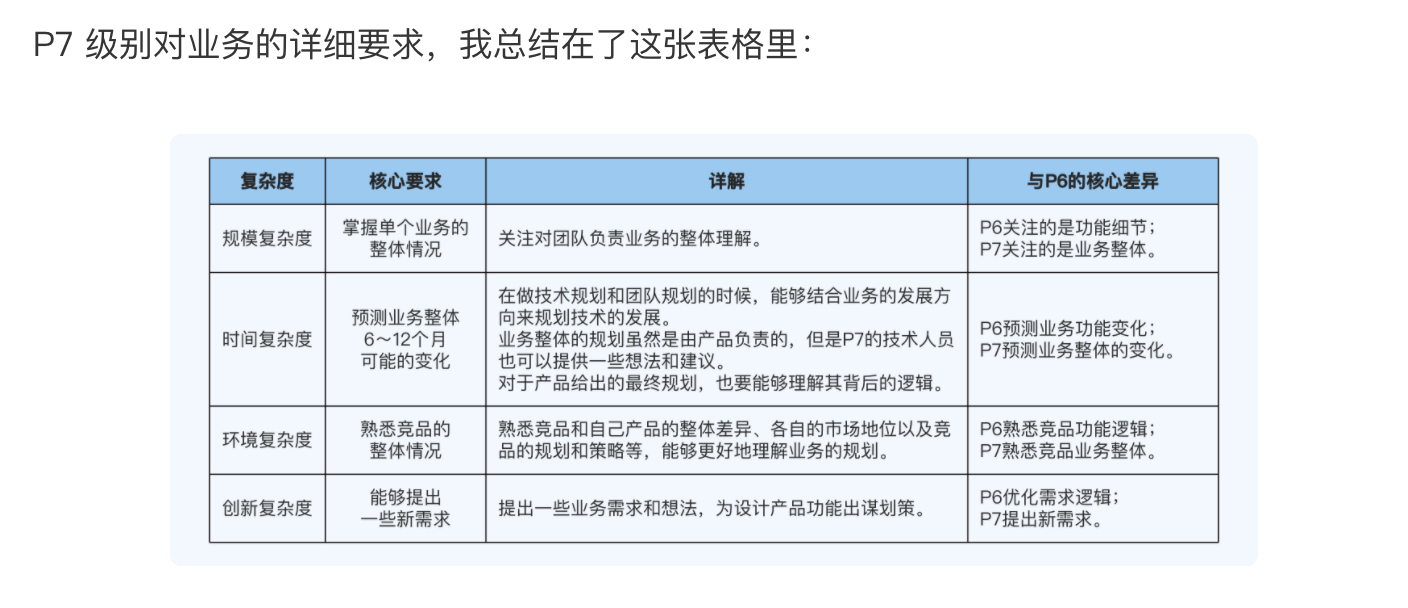 P7 级别对业务的详细要求，我总结在了这张表格里：
复杂度
核心要求
详解
与P6的核心差异
规模复杂度
掌握单个业务的
整体情况
关注对团队负责业务的整体理解。
P6关注的是功能细节；
P7关注的是业务整体。
时间复杂度
预测业务整体
6～12个月
可能的变化
在做技术规划和团队规划的时候，能够结合业务的发展方
向来规划技术的发展。
业务整体的规划虽然是由产品负责的，但是P7的技术人员
也可以提供一些想法和建议。
对于产品给出的最终规划，也要能够理解其背后的逻辑。
P6预测业务功能变化；
P7预测业务整体的变化。
环境复杂度
熟悉竞品的
整体情况
熟悉竞品和自己产品的整体差异、各自的市场地位以及竞
品的规划和策略等，能够更好地理解业务的规划。
P6熟悉竞品功能逻辑；
P7熟悉竞品业务整体。
创新复杂度
能够提出
一些新需求
提出一些业务需求和想法，为设计产品功能出谋划策。
P6优化需求逻辑；
P7提出新需求。